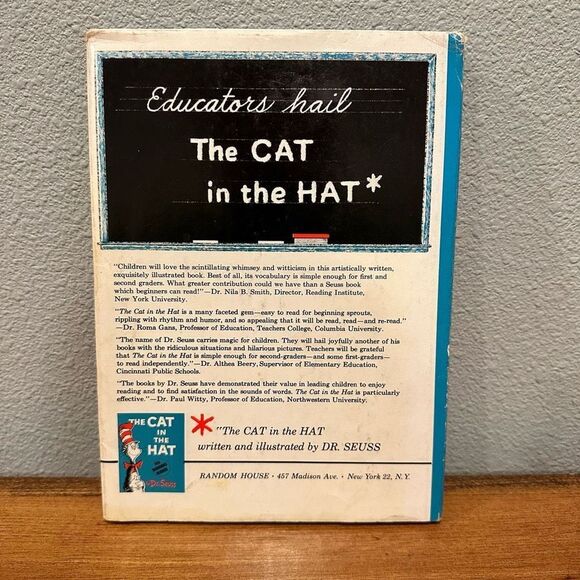 Educators hail
The CAT
in the HAT*
"Children will love the scintillating whimsey and witticism in this artistically written,
exquisitely illustrated book. Best of all, its vocabulary is simple enough for first and
second graders. What greater contribution could we have than a Seuss book
which beginners can read!"—Dr. Nila B. Smith, Director, Reading Institute,
New York University.
"The Cat in the Hat is a many faceted gem—easy to read for beginning sprouts,
rippling with rhythm and humor, and so appealing that it will be read, read—and re-read."
—Dr. Roma Gans, Professor of Education, Teachers College, Columbia University.
"The name of Dr. Seuss carries magic for children. They will hail joyfully another of his
books with the ridiculous situations and hilarious pictures. Teachers will be grateful
that The Cat in the Hat is simple enough for second-graders—and some first-graders—
to read independently."—Dr. Althea Beery, Supervisor of Elementary Education,
Cincinnati Public Schools.
"The books by Dr. Seuss have demonstrated their value in leading children to enjoy
reading and to find satisfaction in the sounds of words. The Cat in the Hat is particularly
effective."—Dr. Paul Witty, Professor of Education, Northwestern University.
THE CAT
IN
THE
HAT
By Dr. Seuss
* "The CAT in the HAT
written and illustrated by DR. SEUSS
RANDOM HOUSE • 457 Madison Ave. • New York 22, N.Y.